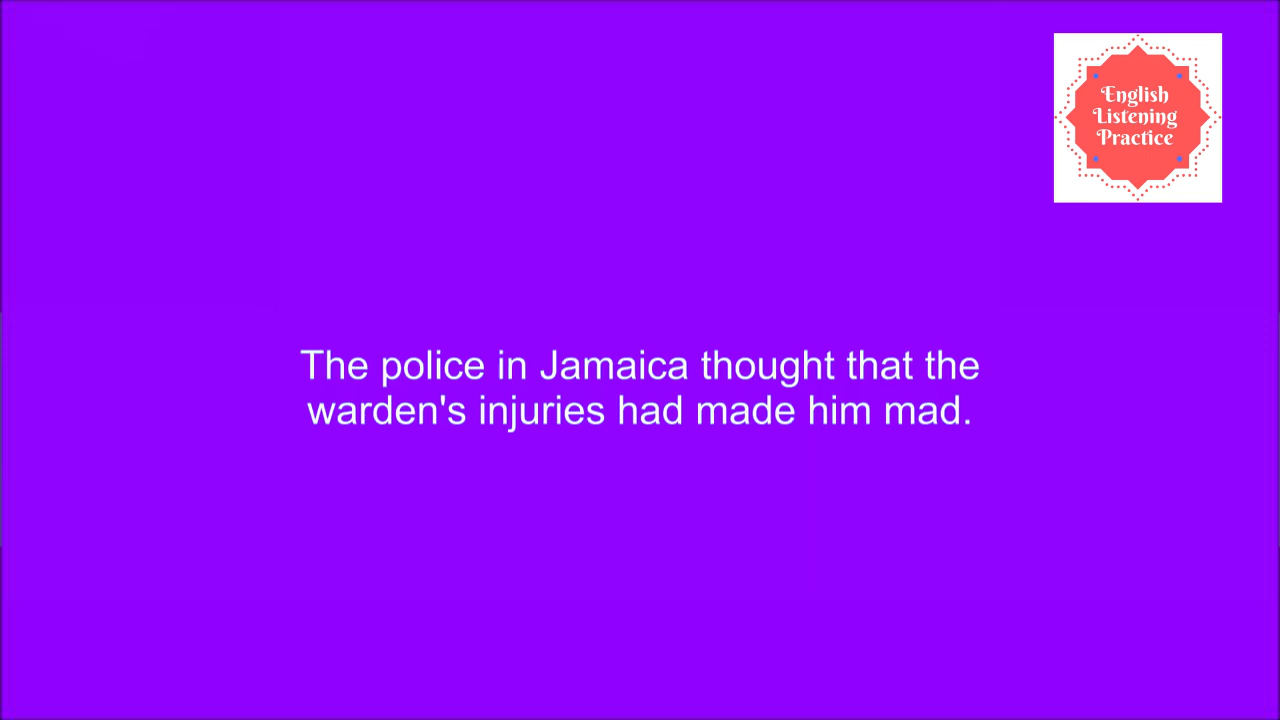 English
Listening
Practice
The police in Jamaica thought that the
warden's injuries had made him mad.